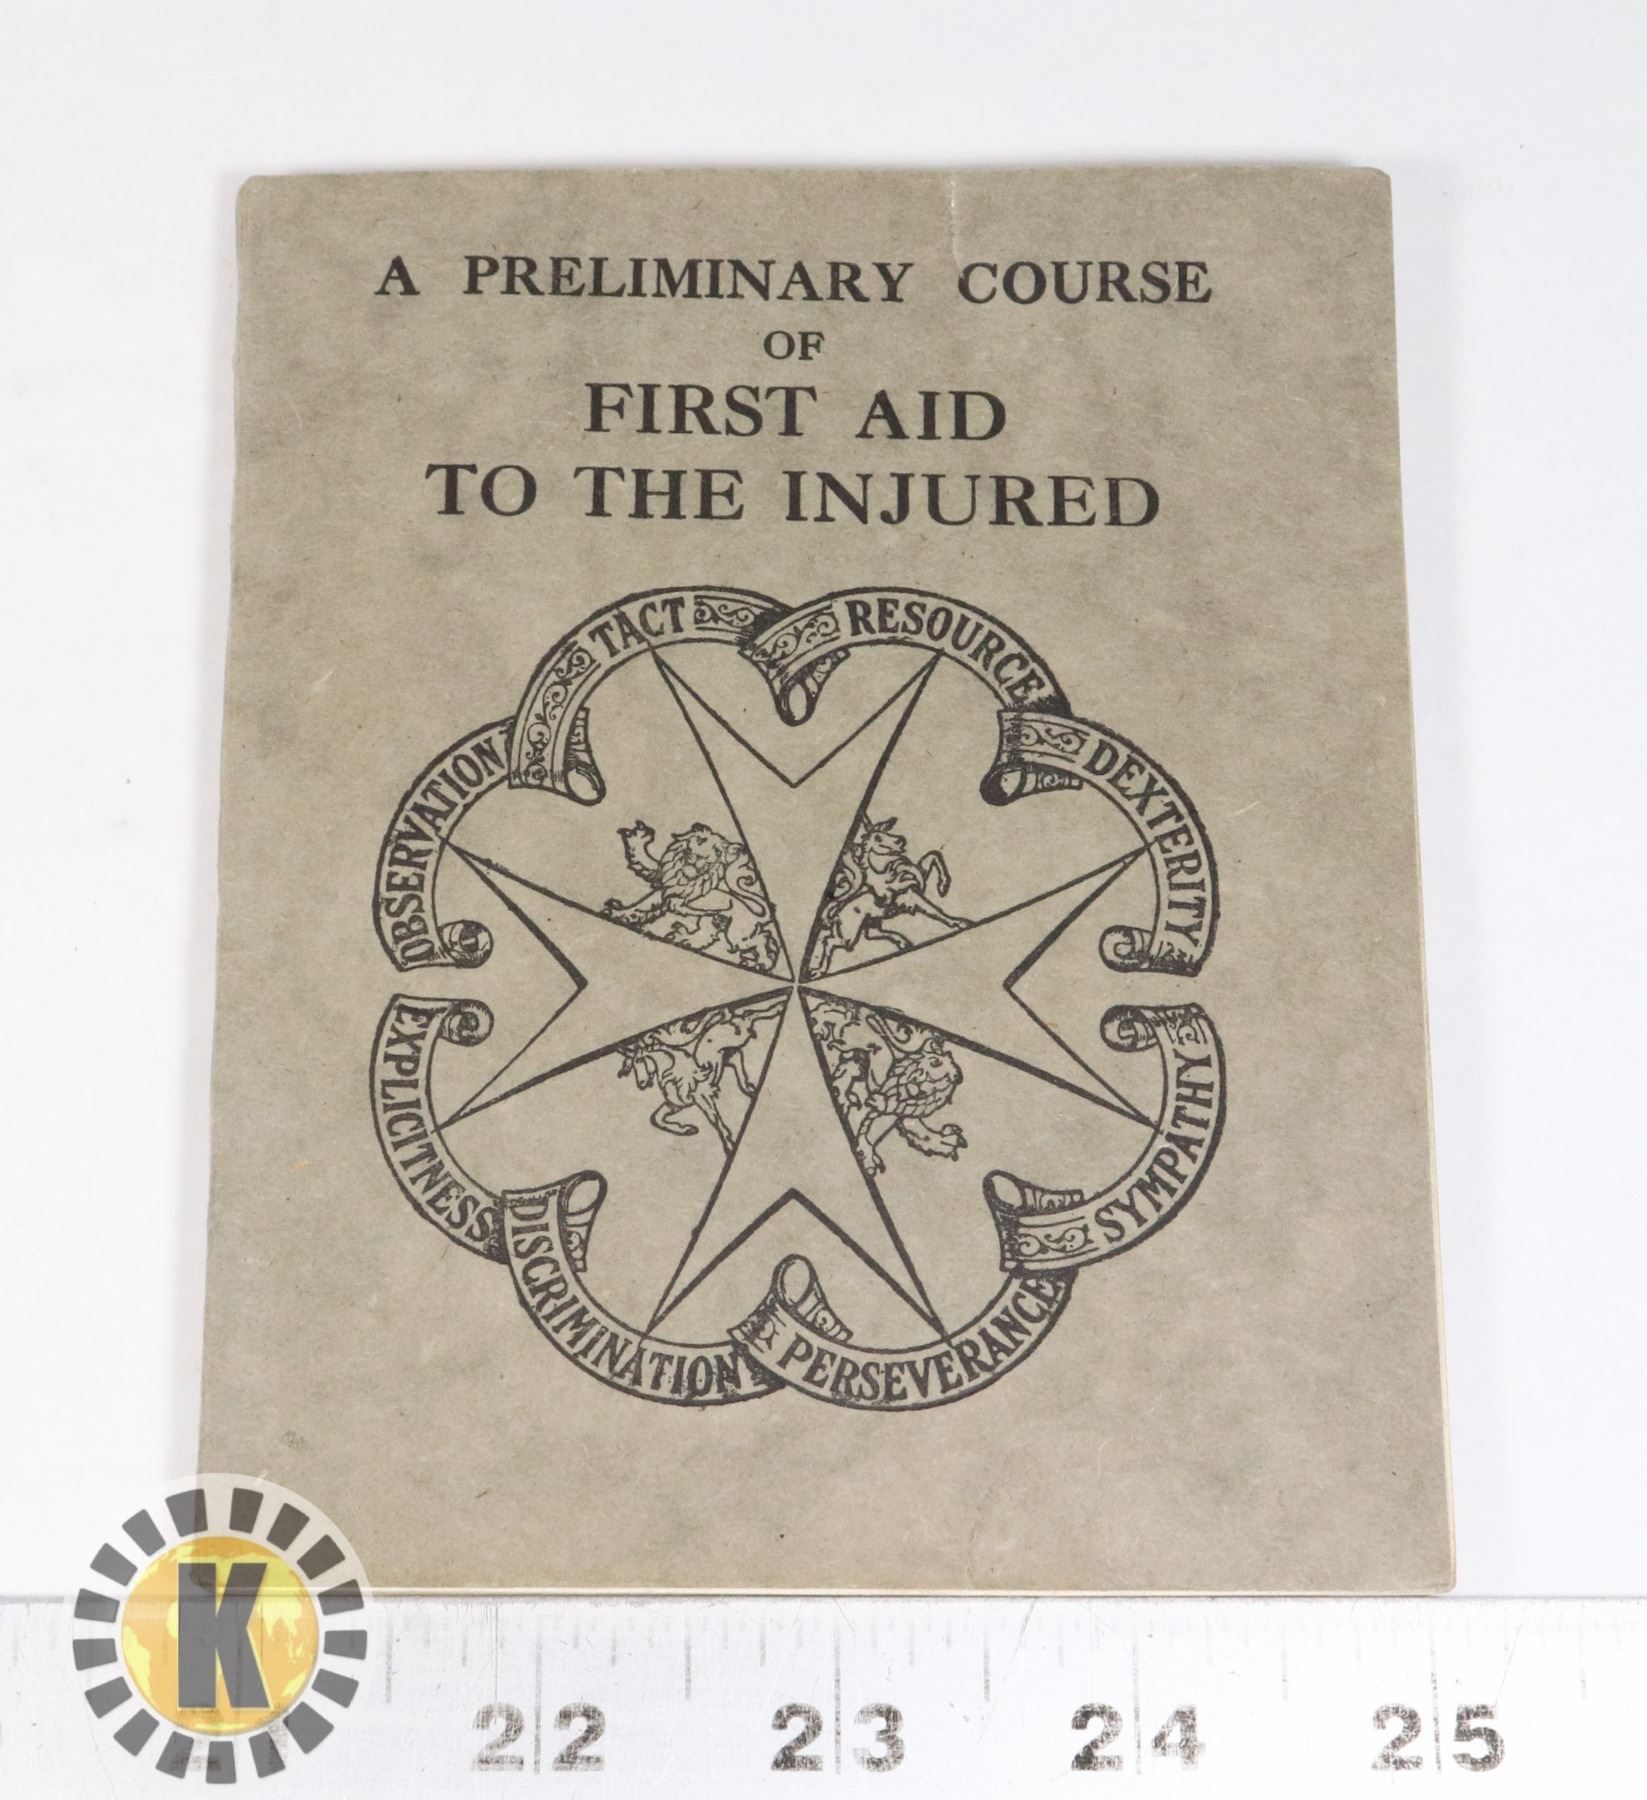 A PRELIMINARY COURSE
OF
FIRST AID
TO THE INJURED
TACT
RESOURCE
OBSERVATION
DEXTERITY
EXPLICITNESS
SYMPATHY
DISCRIMINATION
PERSEVERANCE
K
22 23 24 25